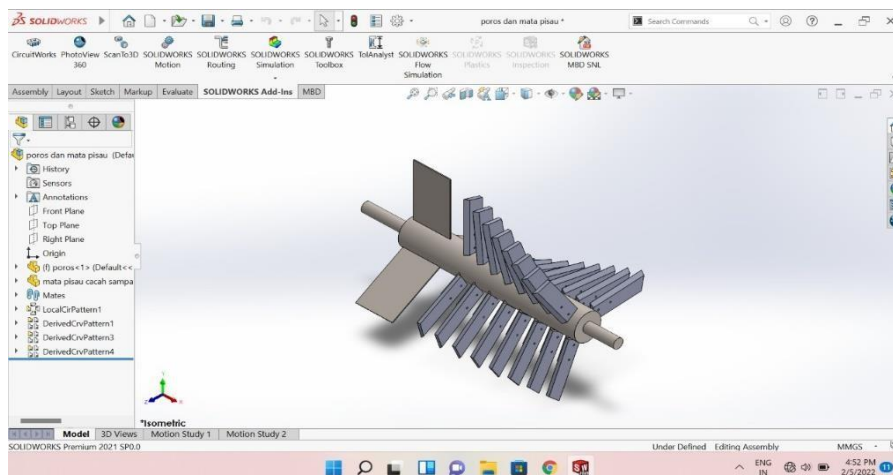 SOLIDWORKS
poros dan mata pisau *
Search Commands
CircuitWorks PhotoView 360 ScanTo3D SOLIDWORKS Motion SOLIDWORKS Routing SOLIDWORKS Simulation SOLIDWORKS Toolbox TolAnalyst SOLIDWORKS Flow Simulation SOLIDWORKS Plastics SOLIDWORKS Inspection SOLIDWORKS MBD SNL
Assembly Layout Sketch Markup Evaluate SOLIDWORKS Add-Ins MBD
poros dan mata pisau (Defau
History
Sensors
Annotations
Front Plane
Top Plane
Right Plane
Origin
(f) poros<1> (Default<<
mata pisau cacah sampa
Mates
LocalCirPattern1
DerivedCrvPattern1
DerivedCrvPattern3
DerivedCrvPattern4
*Isometric
Model 3D Views Motion Study 1 Motion Study 2
SOLIDWORKS Premium 2021 SP0.0
Under Defined Editing Assembly MMGS
ENG
IN
4:52 PM
2/5/2022